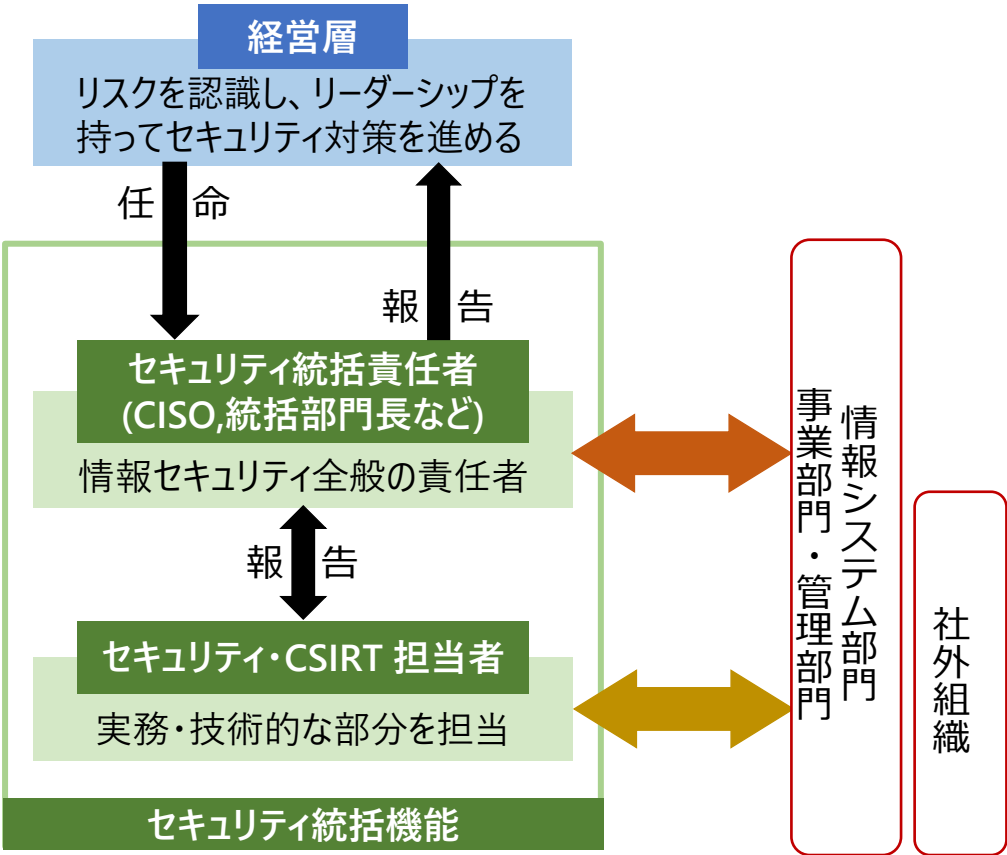 経営層
リスクを認識し、リーダーシップを
持ってセキュリティ対策を進める
任 命
報 告
セキュリティ統括責任者
(CISO,統括部門長など)
情報セキュリティ全般の責任者
報 告
セキュリティ・CSIRT 担当者
実務・技術的な部分を担当
セキュリティ統括機能
情報システム部門
事業部門・管理部門
社外組織